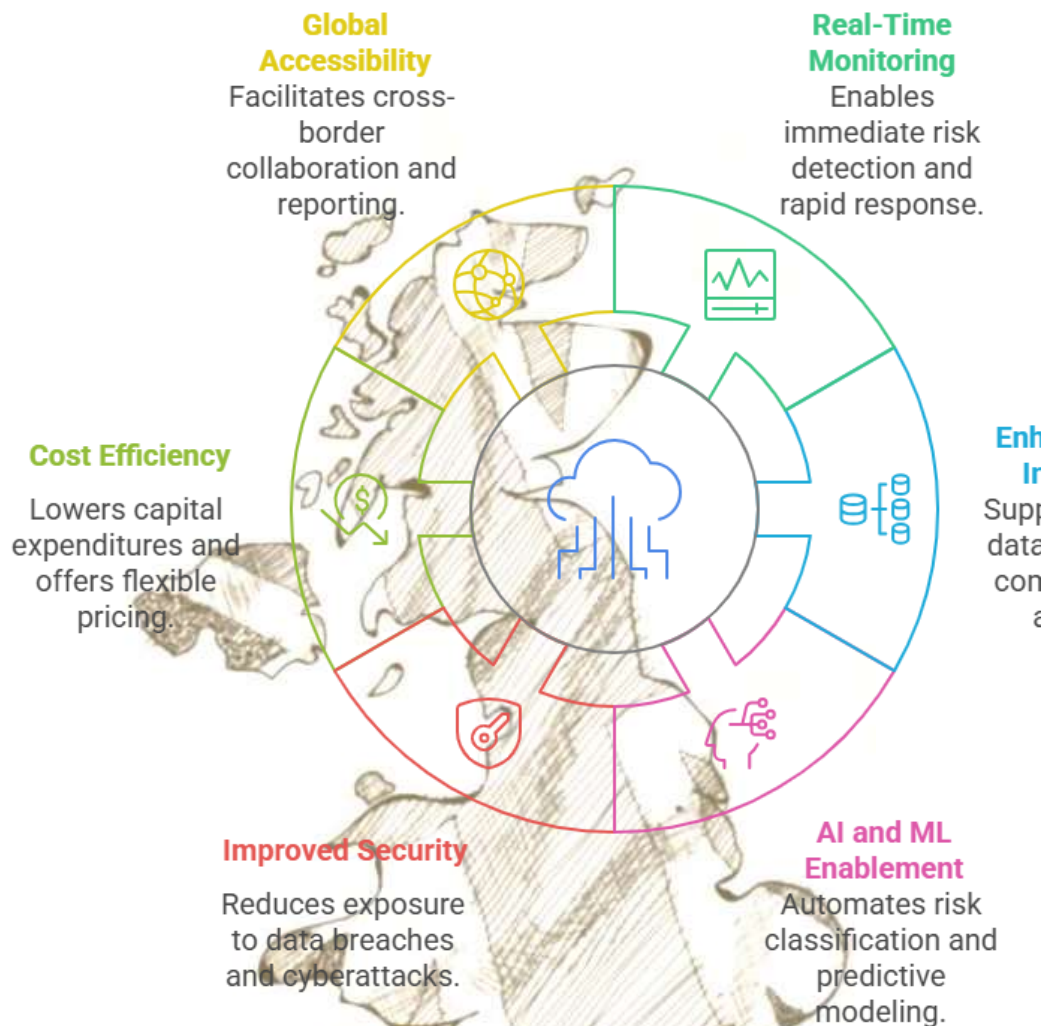 Global
Accessibility
Facilitates cross-
border
collaboration and
reporting.
Real-Time
Monitoring
Enables
immediate risk
detection and
rapid response.
Cost Efficiency
Lowers capital
expenditures and
offers flexible
pricing.
Improved Security
Reduces exposure
to data breaches
and cyberattacks.
AI and ML
Enablement
Automates risk
classification and
predictive
modeling.
data